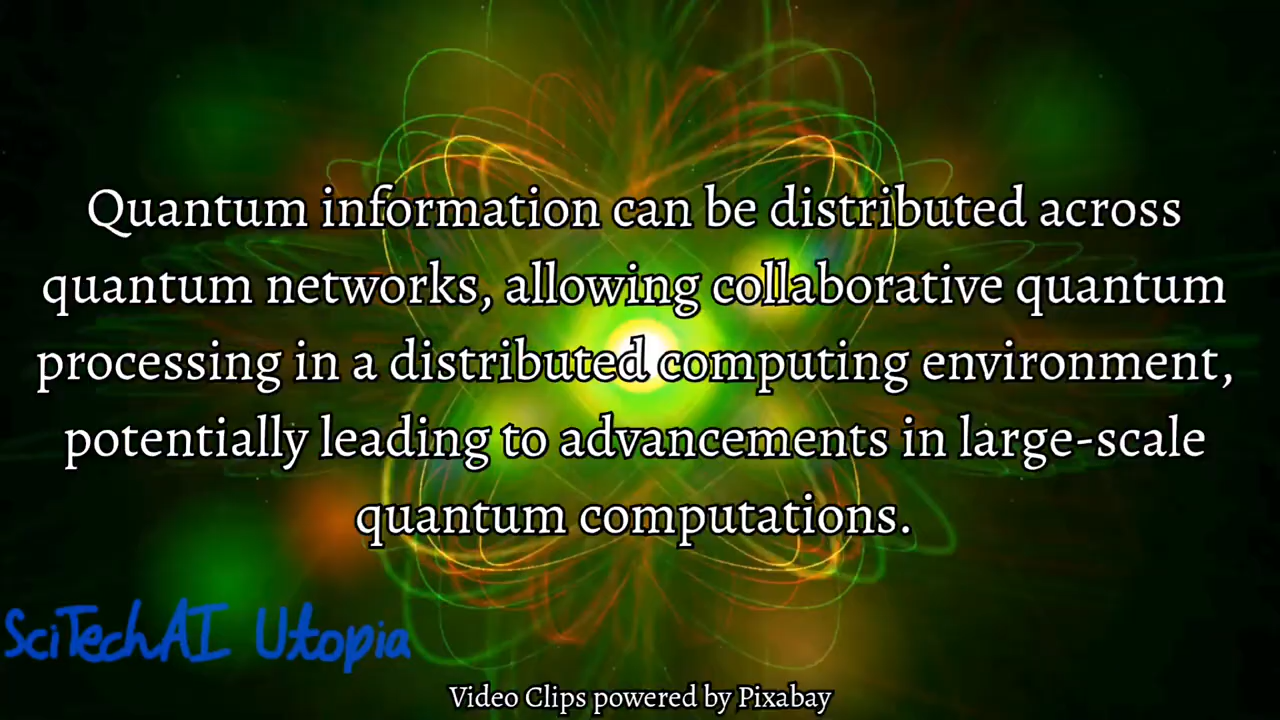 Quantum information can be distributed across
quantum networks, allowing collaborative quantum
processing in a distributed computing environment,
potentially leading to advancements in large-scale
quantum computations.
SciTechAI Utopia
Video Clips powered by Pixabay